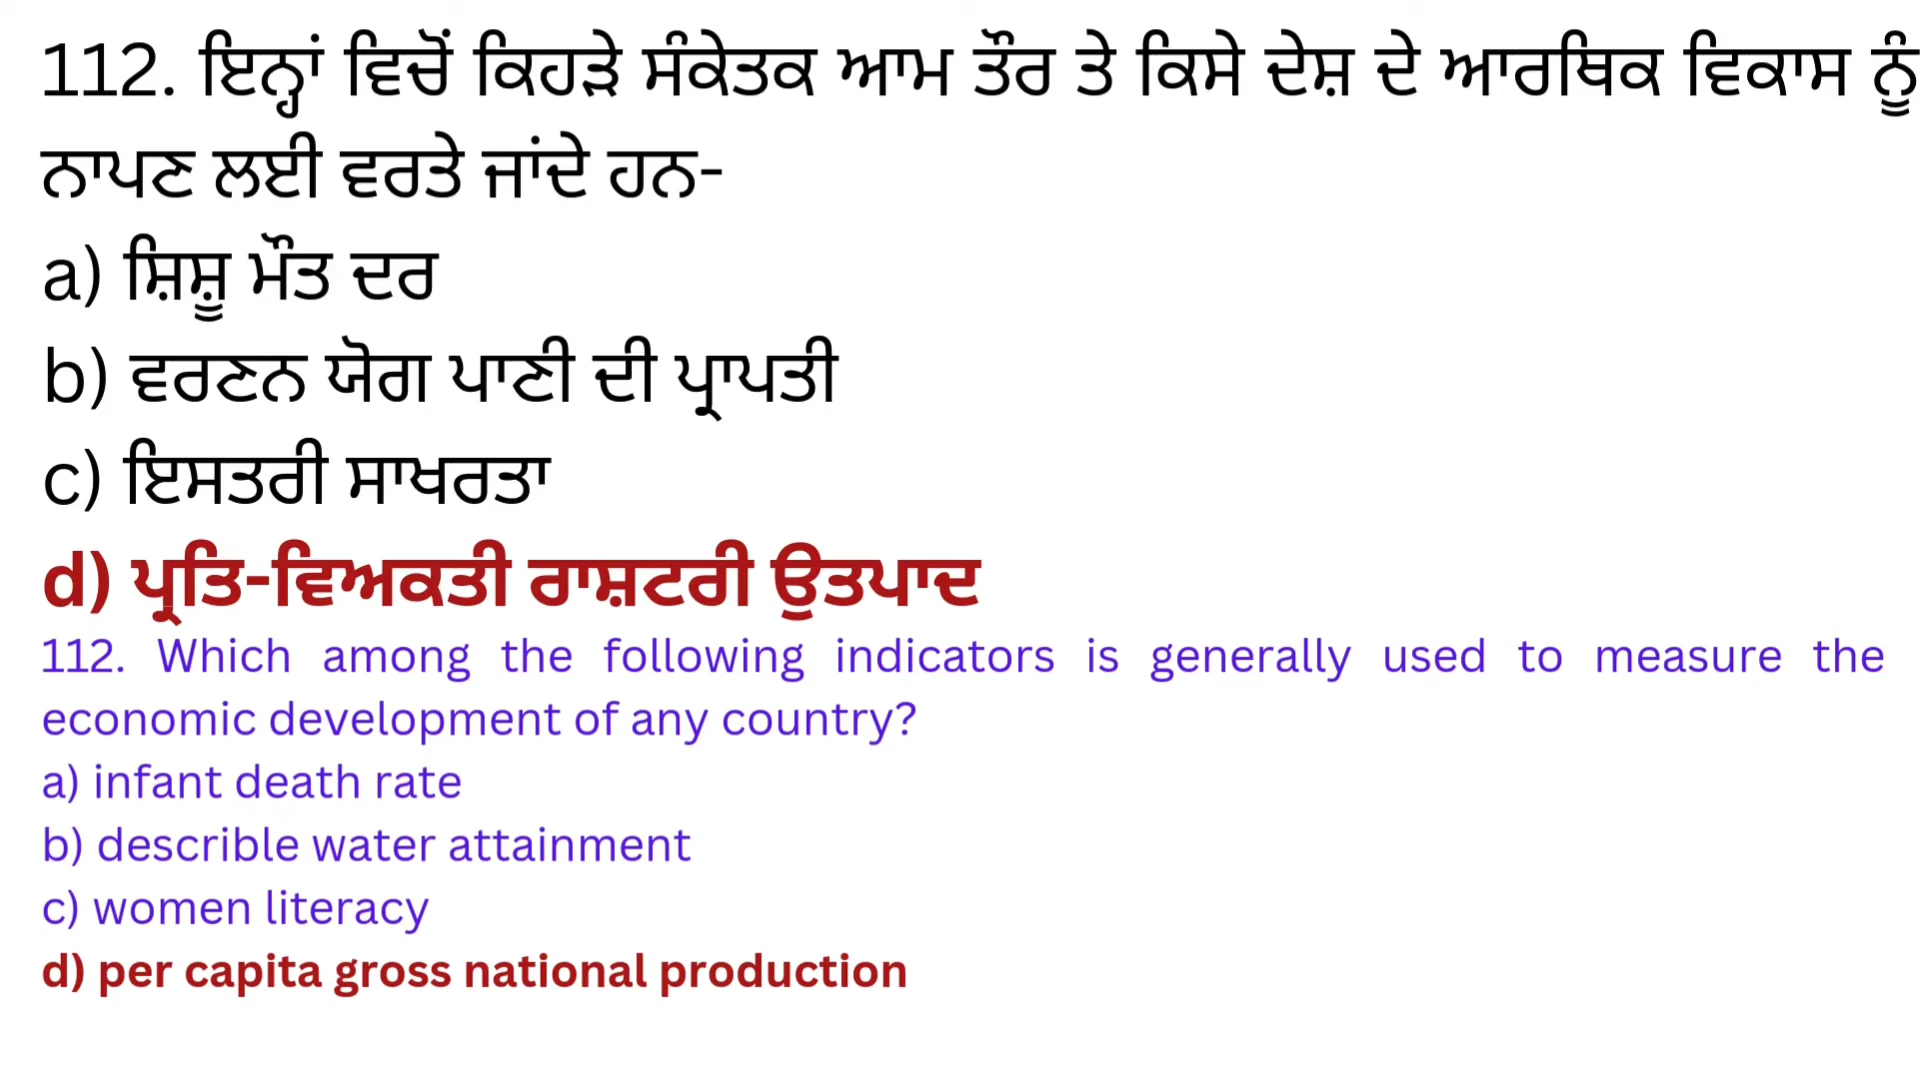 112. ਇਨ੍ਹਾਂ ਵਿਚੋਂ ਕਿਹੜੇ ਸੰਕੇਤਕ ਆਮ ਤੌਰ ਤੇ ਕਿਸੇ ਦੇਸ਼ ਦੇ ਆਰਥਿਕ ਵਿਕਾਸ ਨੂੰ
ਨਾਪਣ ਲਈ ਵਰਤੇ ਜਾਂਦੇ ਹਨ-
a) ਸ਼ਿਸ਼ੂ ਮੌਤ ਦਰ
b) ਵਰਣਨ ਯੋਗ ਪਾਣੀ ਦੀ ਪ੍ਰਾਪਤੀ
c) ਇਸਤਰੀ ਸਾਖਰਤਾ
d) ਪ੍ਰਤਿ-ਵਿਅਕਤੀ ਰਾਸ਼ਟਰੀ ਉਤਪਾਦ
112. Which among the following indicators is generally used to measure the
economic development of any country?
a) infant death rate
b) describle water attainment
c) women literacy
d) per capita gross national production